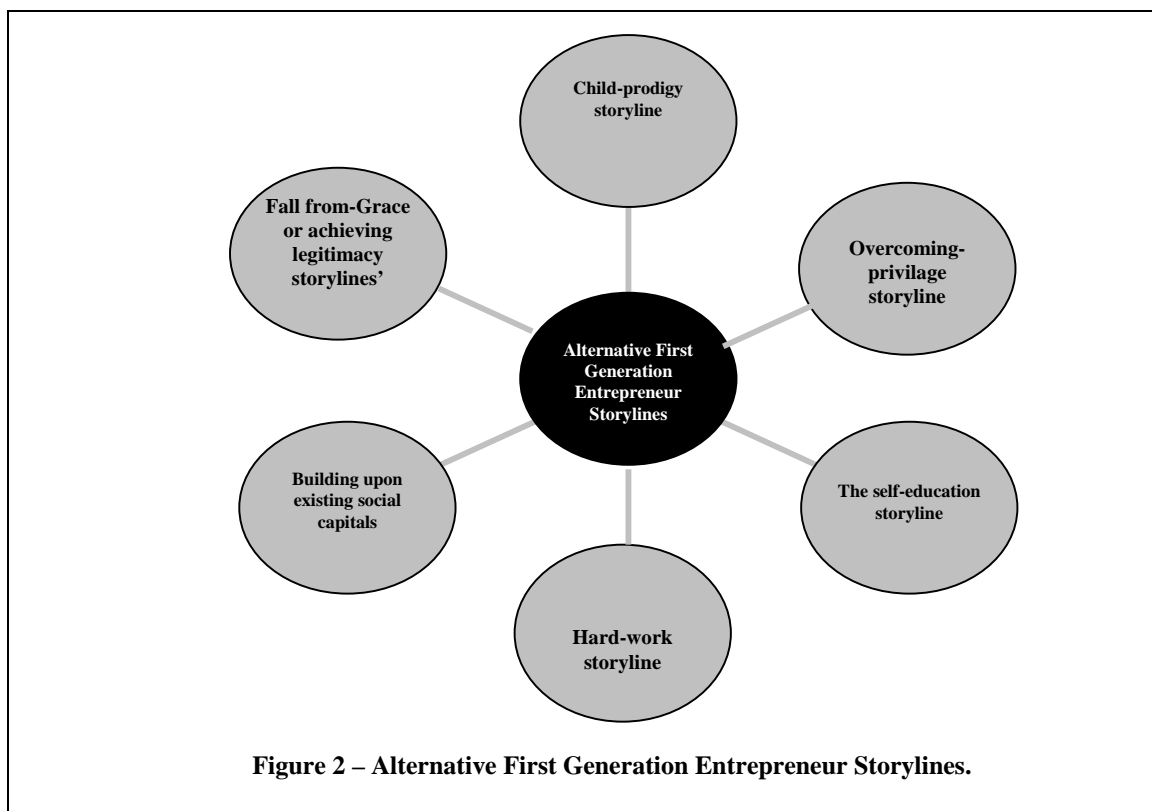 Child-prodigy
storyline
Fall from-Grace
or achieving
legitimacy
storylines’
Overcoming-
privilage
storyline
Alternative First
Generation
Entrepreneur
Storylines
Building upon
existing social
capitals
The self-education
storyline
Hard-work
storyline
Figure 2 – Alternative First Generation Entrepreneur Storylines.